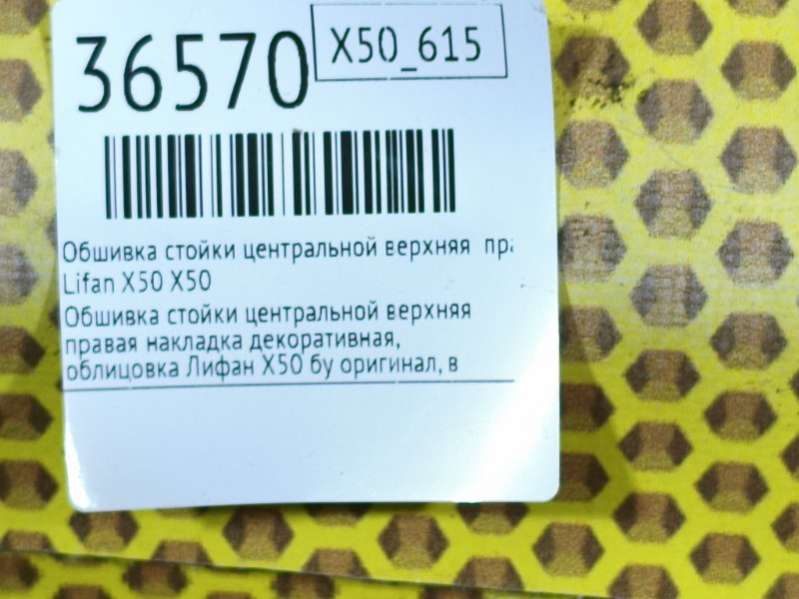 36570
X50_615
Обшивка стойки центральной верхняя
Lifan X50 X50
Обшивка стойки центральной верхняя
правая накладка декоративная,
облицовка Лифан X50 бу оригинал, в